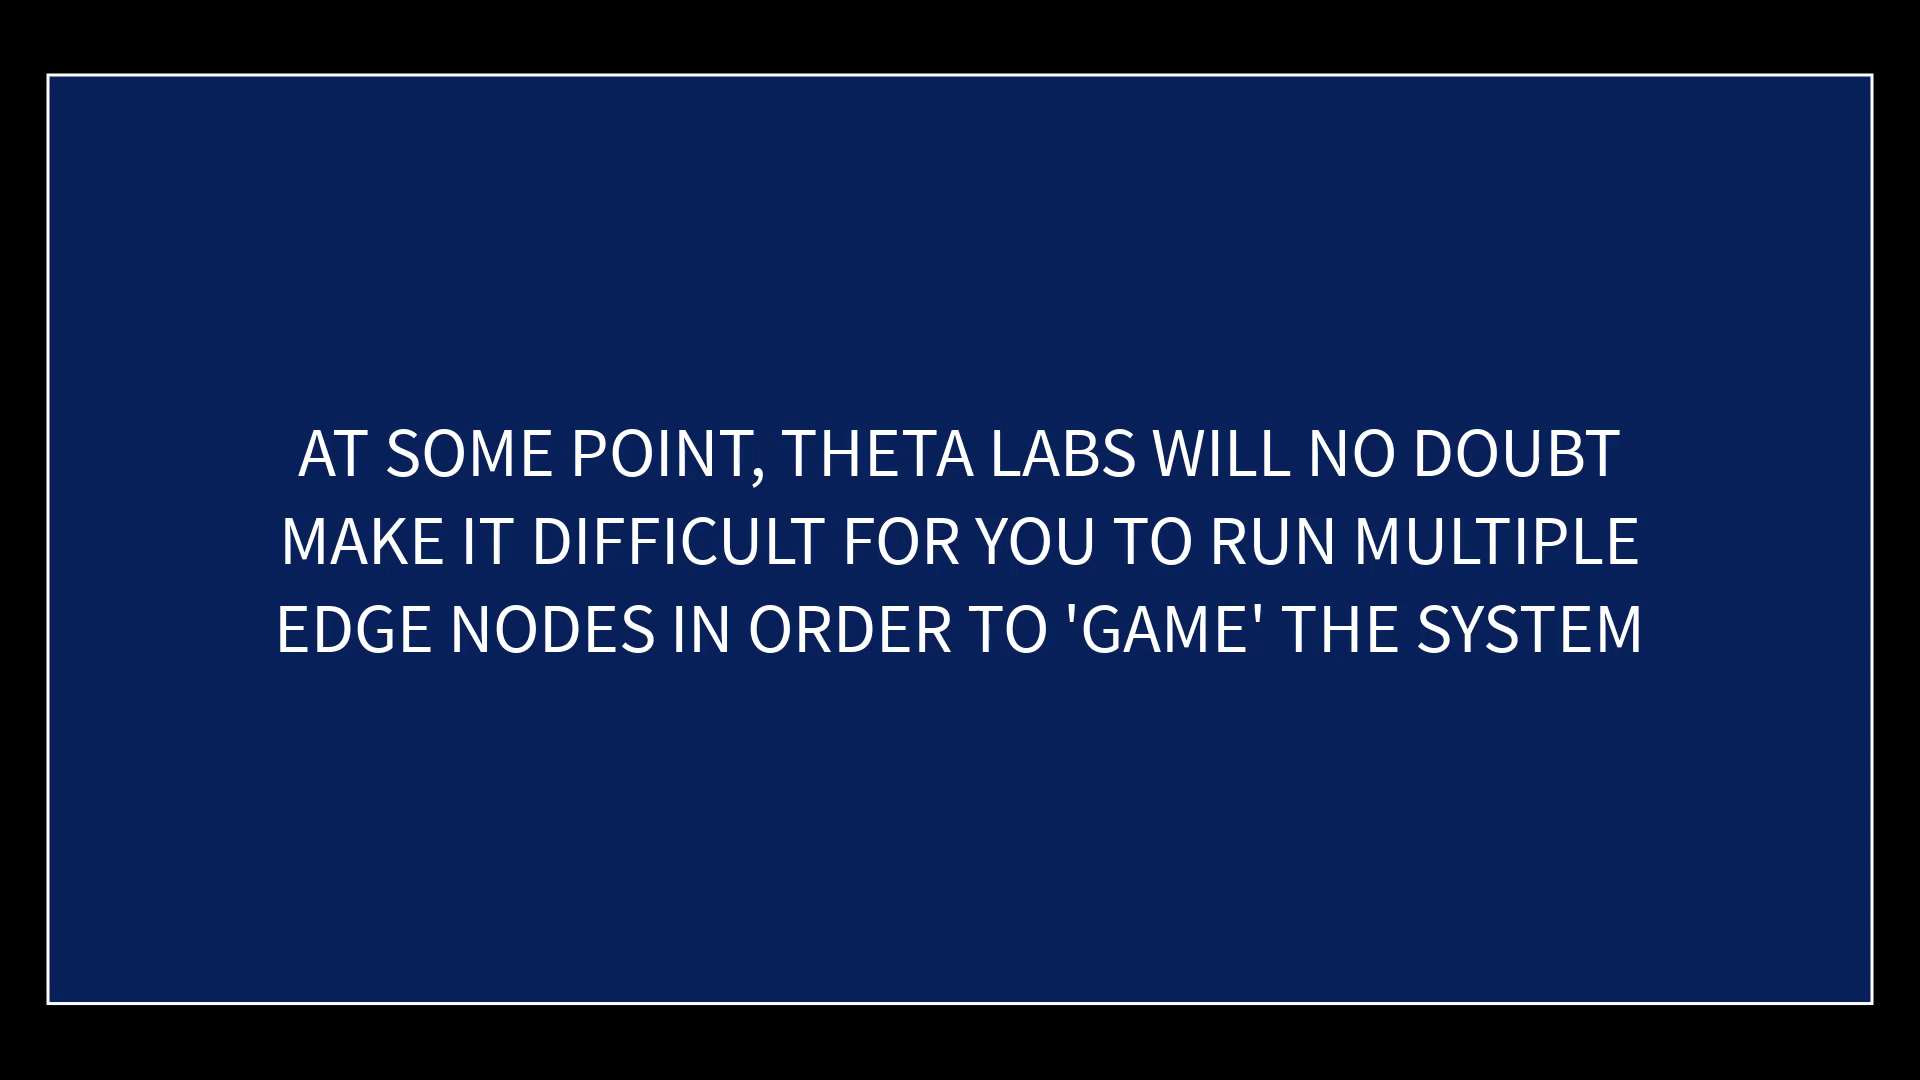 AT SOME POINT, THETA LABS WILL NO DOUBT
MAKE IT DIFFICULT FOR YOU TO RUN MULTIPLE
EDGE NODES IN ORDER TO 'GAME' THE SYSTEM